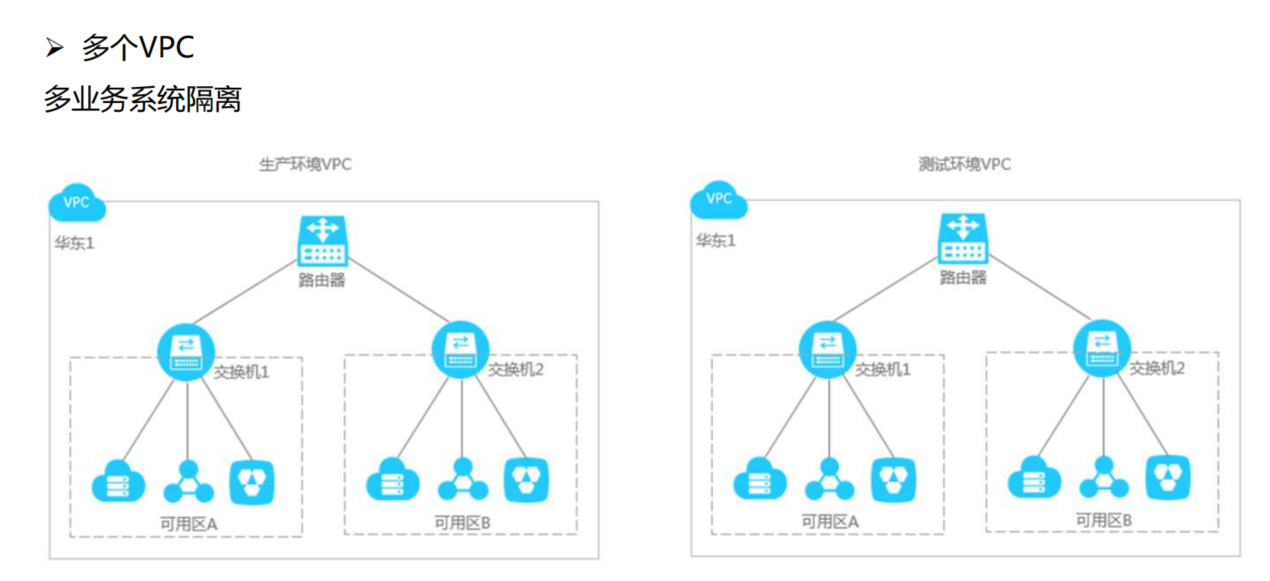 ➢ 多个VPC
多业务系统隔离
生产环境VPC
VPC
华东1
路由器
交换机1
交换机2
可用区A
可用区B
测试环境VPC
VPC
华东1
路由器
交换机1
交换机2
可用区A
可用区B